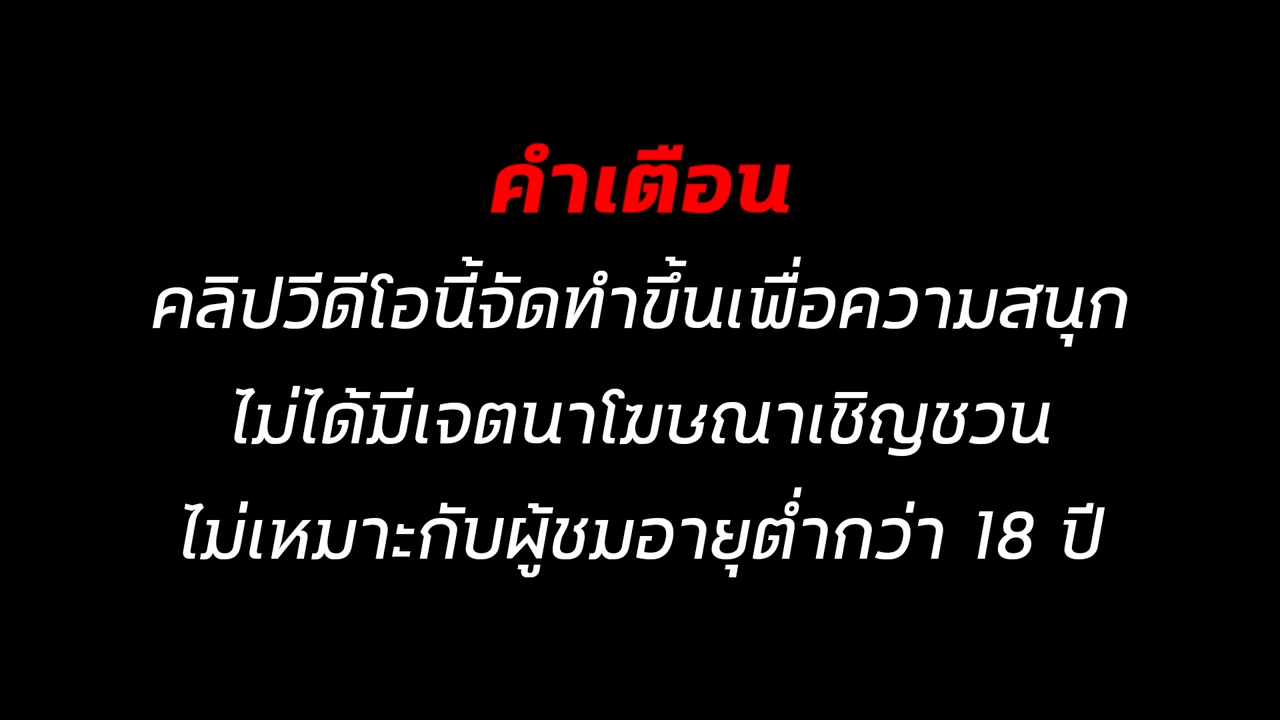 คำเตือน
คลิปวีดีโอนี้จัดทำขึ้นเพื่อความสนุก
ไม่ได้มีเจตนาโฆษณาเชิญชวน
ไม่เหมาะกับผู้ชมอายุต่ำกว่า 18 ปี